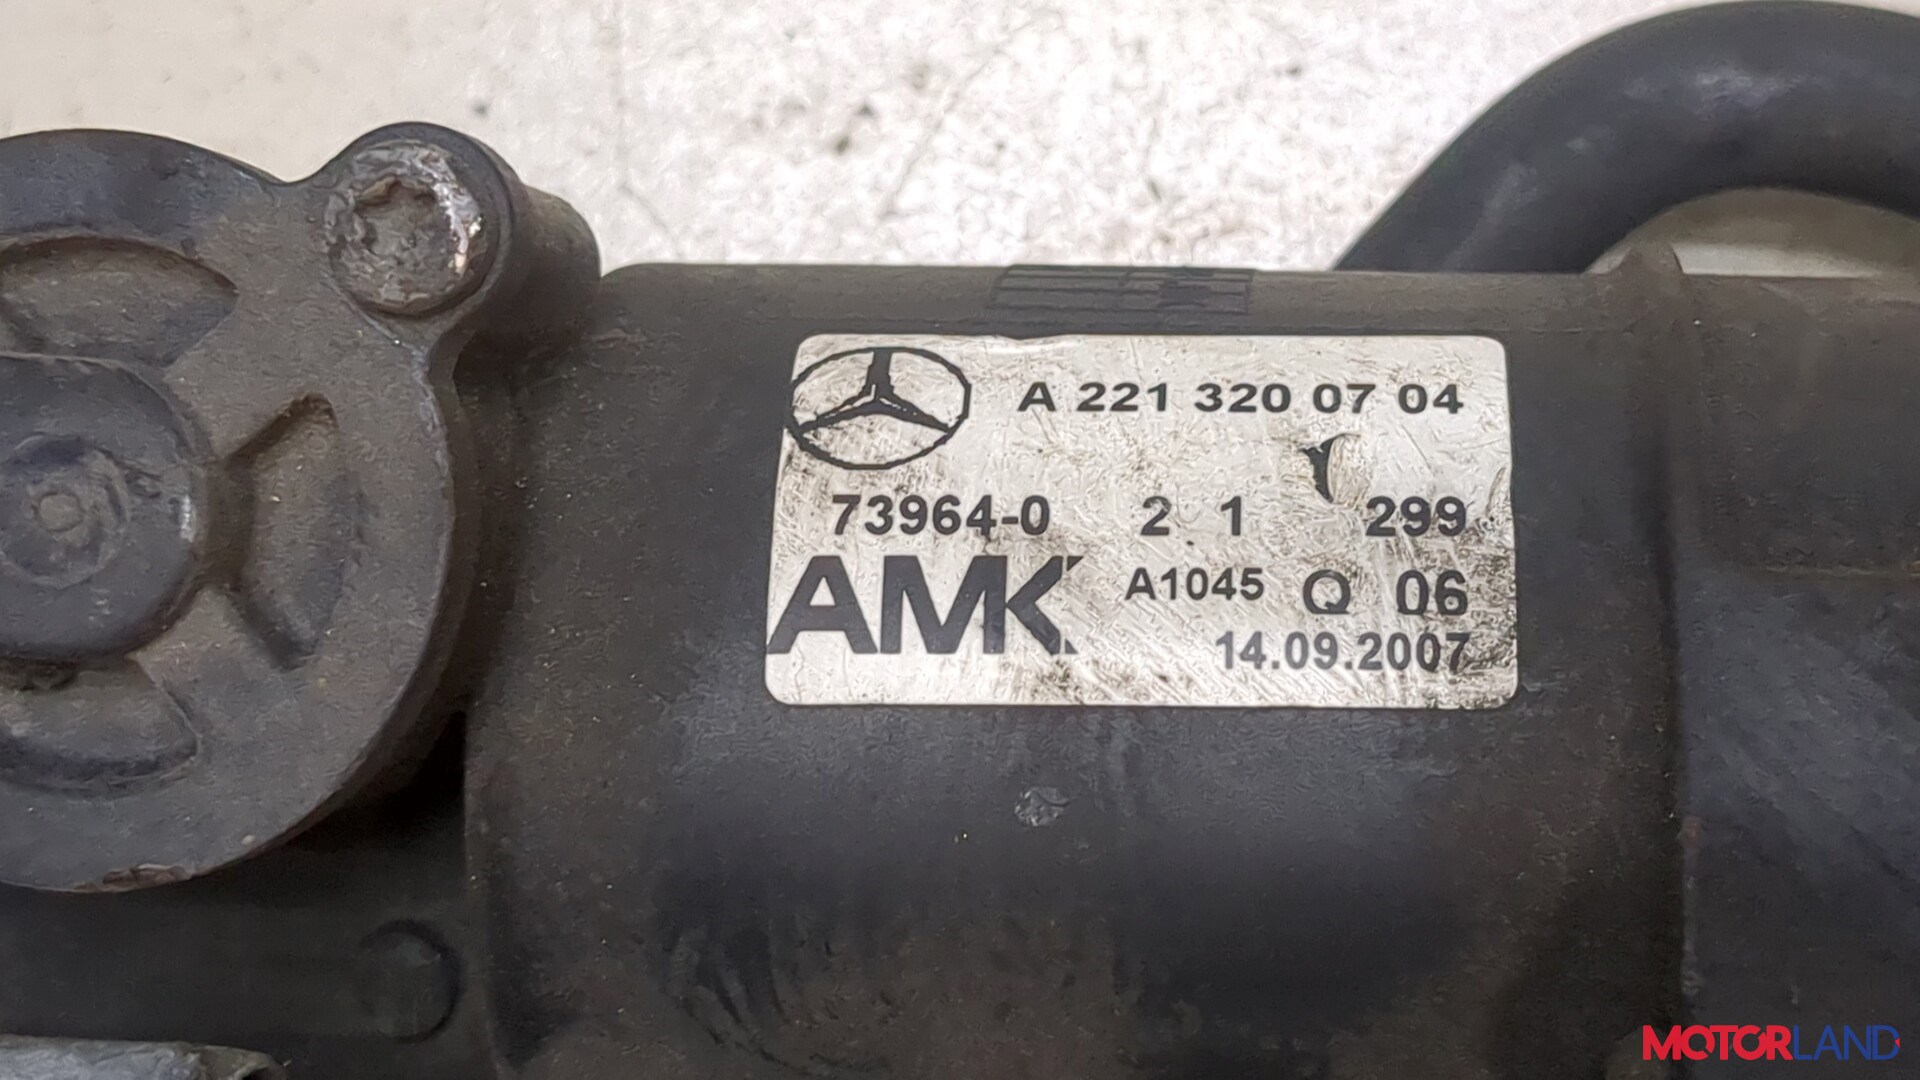 A 221 320 07 04
73964-0 2 1 299
AMK A1045 Q 06
14.09.2007
MOTORLAND